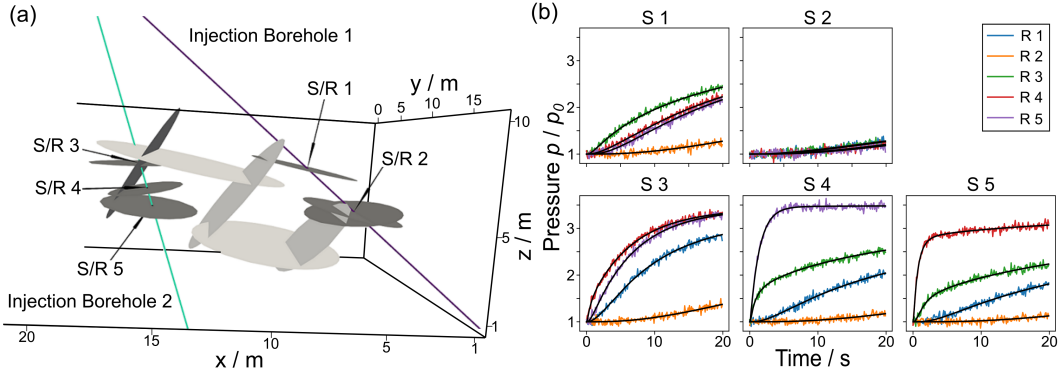 (a)
Injection Borehole 1
y / m
0 5 10 15
10
S/R 1
S/R 2
S/R 3
S/R 4
S/R 5
z / m
5
1
Injection Borehole 2
20 15 10 5 1
x / m
(b)
S 1
S 2
R 1
R 2
R 3
R 4
R 5
3
2
1
Pressure p / p0
S 3
S 4
S 5
3
2
1
0 10 20
0 10 20
0 10 20
Time / s